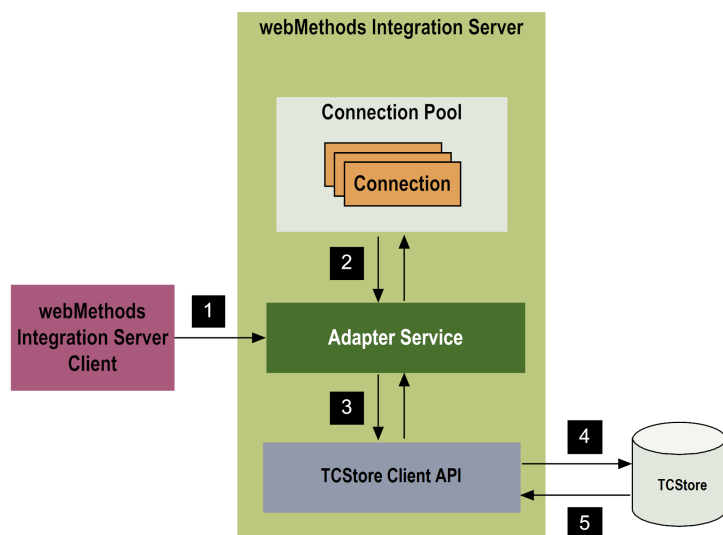 webMethods Integration Server
Connection Pool
Connection
2
1
webMethods
Integration Server
Client
Adapter Service
3
4
TCStore Client API
TCStore
5